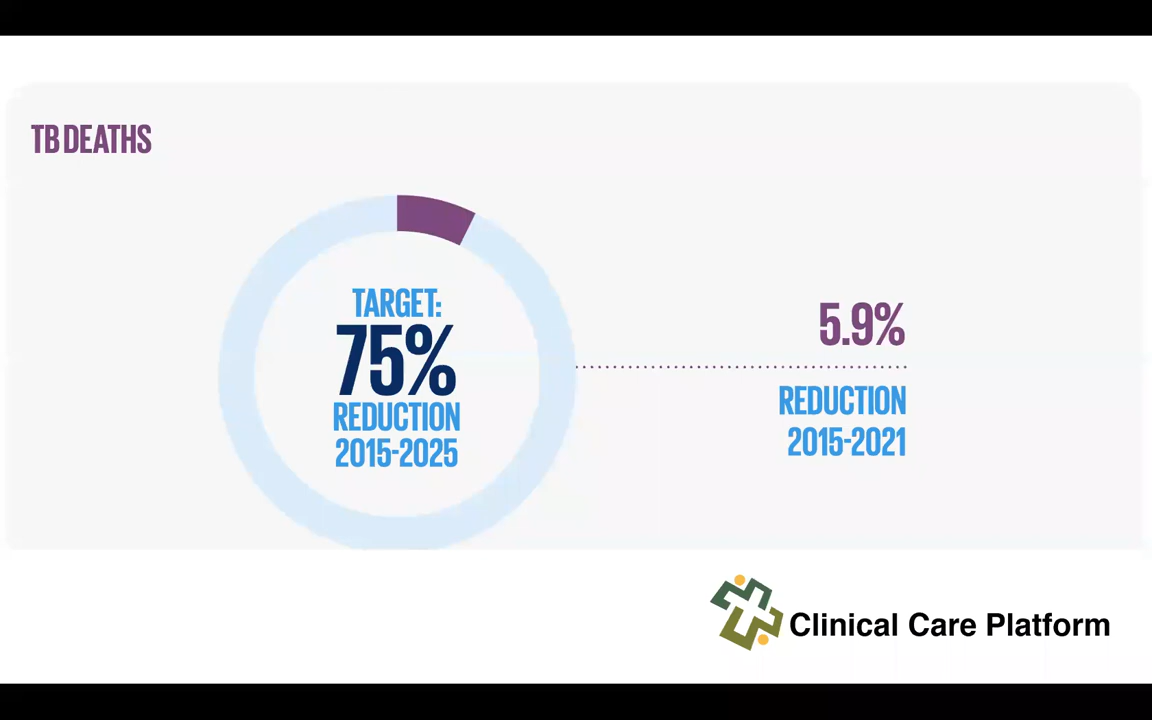 TB DEATHS
TARGET:
75%
REDUCTION
2015-2025
5.9%
REDUCTION
2015-2021
Clinical Care Platform